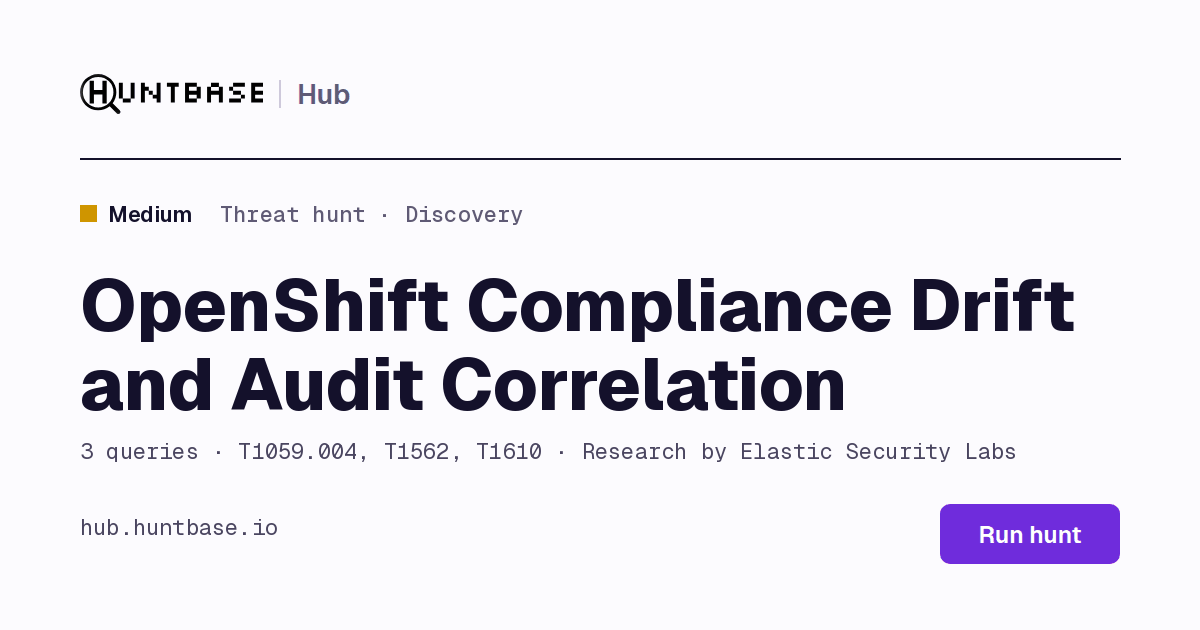 HUNTBASE Hub
Medium Threat hunt · Discovery
OpenShift Compliance Drift
and Audit Correlation
3 queries · T1059.004, T1562, T1610 · Research by Elastic Security Labs
hub.huntbase.io
Run hunt